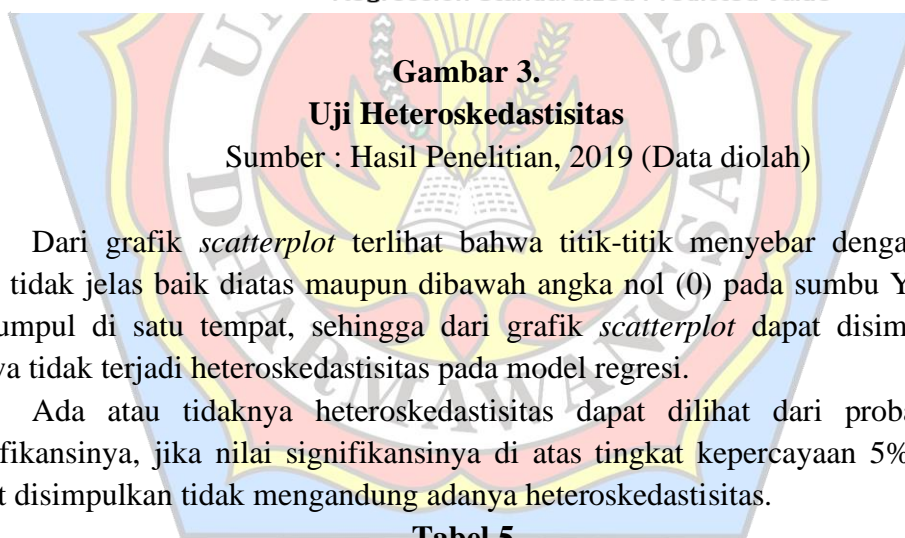 Gambar 3.
Uji Heteroskedastisitas
Sumber : Hasil Penelitian, 2019 (Data diolah)
Dari grafik scatterplot terlihat bahwa titik-titik menyebar denga
tidak jelas baik diatas maupun dibawah angka nol (0) pada sumbu Y
umpul di satu tempat, sehingga dari grafik scatterplot dapat disim
ya tidak terjadi heteroskedastisitas pada model regresi.
Ada atau tidaknya heteroskedastisitas dapat dilihat dari proba
fikansinya, jika nilai signifikansinya di atas tingkat kepercayaan 5%
t disimpulkan tidak mengandung adanya heteroskedastisitas.
Tabel 5
DHARMAWANGSA